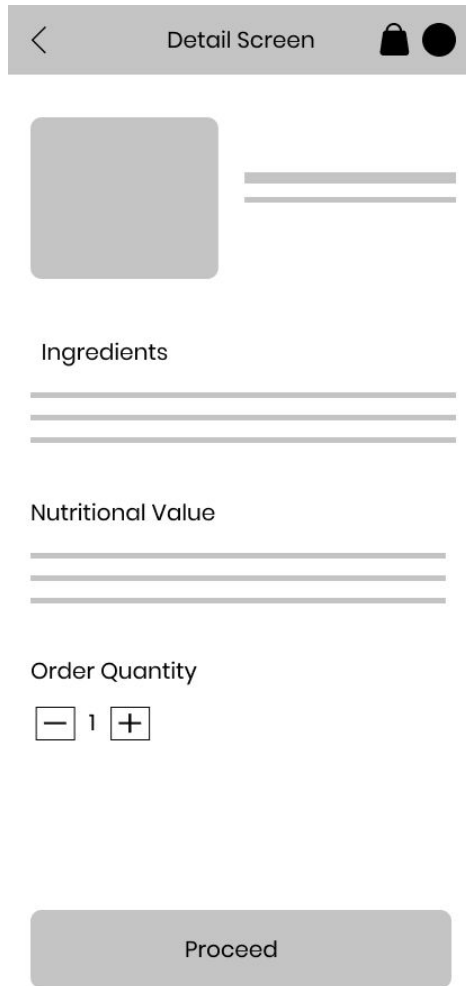 Detail Screen
Ingredients
Nutritional Value
Order Quantity
1
Proceed